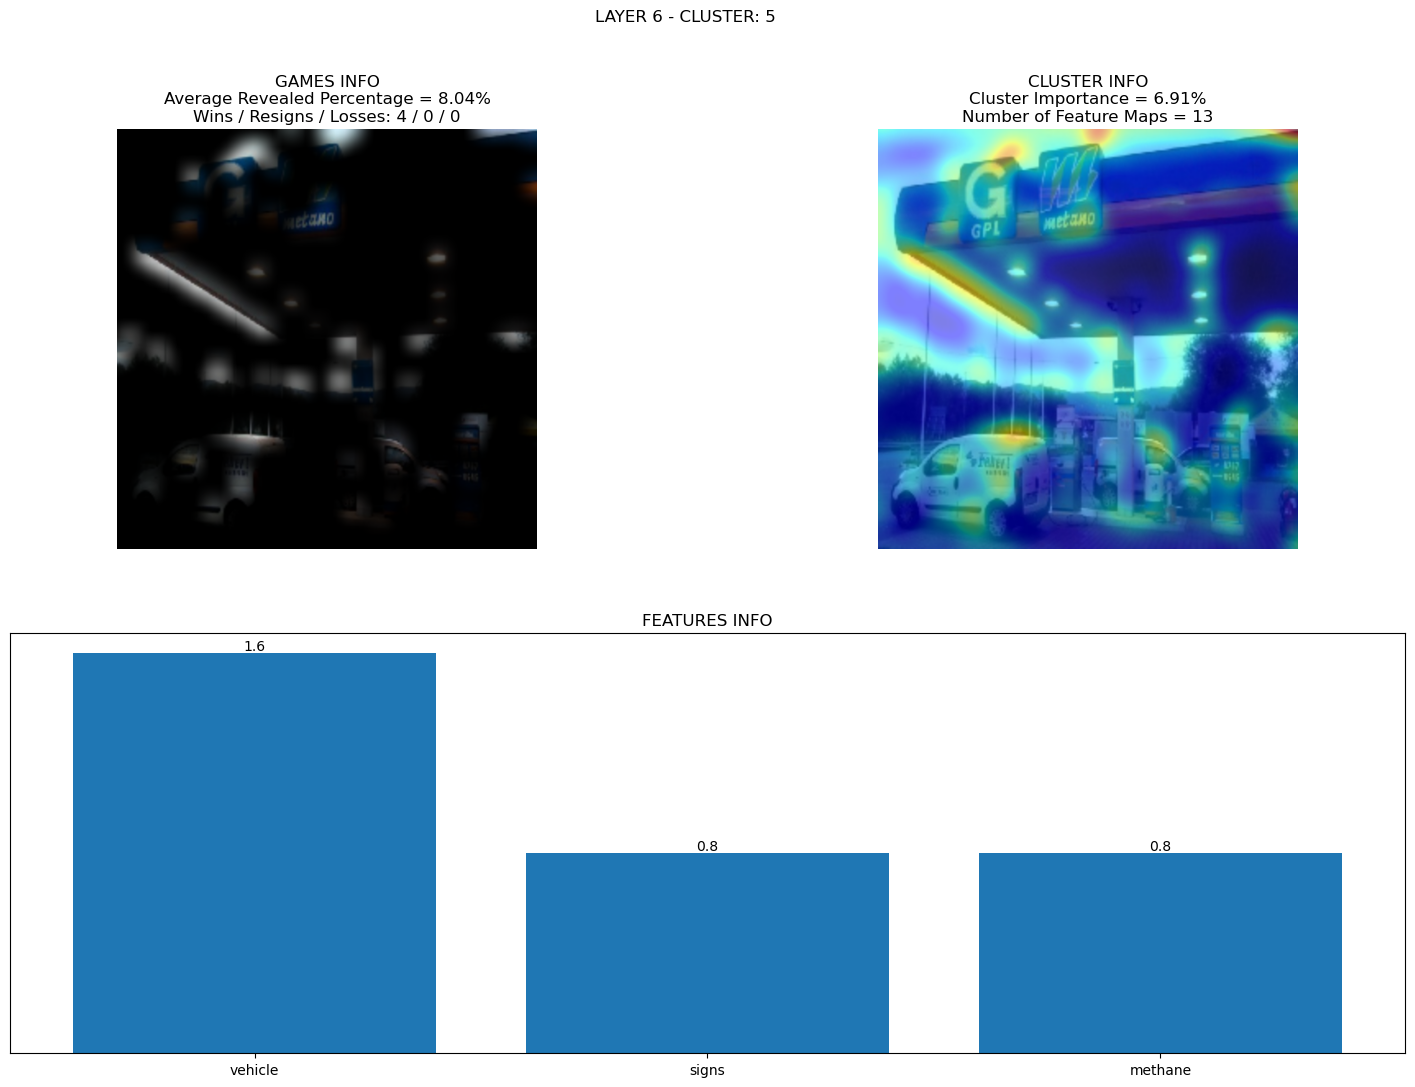 LAYER 6 - CLUSTER: 5
GAMES INFO
Average Revealed Percentage = 8.04%
Wins / Resigns / Losses: 4 / 0 / 0
G
metano
CLUSTER INFO
Cluster Importance = 6.91%
Number of Feature Maps = 13
G
GPL
metano
FEATURES INFO
1.6
0.8
0.8
vehicle
signs
methane